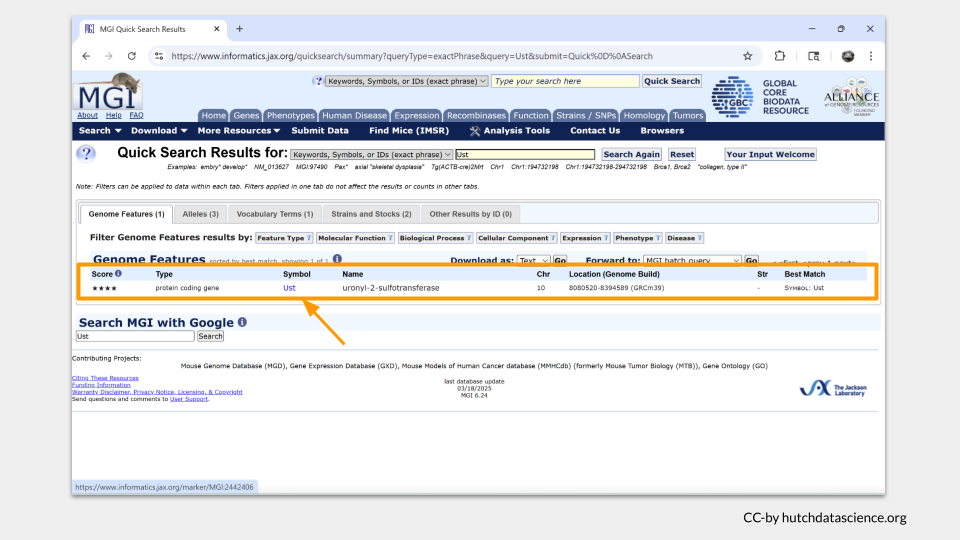 MGI Quick Search Results
https://www.informatics.jax.org/quicksearch/summary?queryType=exactPhrase&query=Ust&submit=Quick%0D%0ASearch
MGI
About Help FAQ
? Keywords, Symbols, or IDs (exact phrase) Type your search here Quick Search
GBC
GLOBAL
CORE
BIODATA
RESOURCE
ALLIANCE
of GENOME RESOURCES
FOUNDING
MEMBER
Home Genes Phenotypes Human Disease Expression Recombinases Function Strains / SNPs Homology Tumors
Search Download More Resources Submit Data Find Mice (IMSR) Analysis Tools Contact Us Browsers
? Quick Search Results for: Keywords, Symbols, or IDs (exact phrase) Ust Search Again Reset Your Input Welcome
Examples: embry* develop* NM_013627 MGI:97490 Pax* axial "skeletal dysplasia" Tg(ACTB-cre)2Mrt Chr1 Chr1:194732198 Chr1:194732198-294732198 Brca1, Brca2 "collagen, type II"
Note: Filters can be applied to data within each tab. Filters applied in one tab do not affect the results or counts in other tabs.
Genome Features (1) Alleles (3) Vocabulary Terms (1) Strains and Stocks (2) Other Results by ID (0)
Filter Genome Features results by: Feature Type Molecular Function Biological Process Cellular Component Expression Phenotype Disease
Genome Features sorted by best match, showing 1 of 1 Download as: Text Go Forward to: MGI batch query Go
Score Type Symbol Name Chr Location (Genome Build) Str Best Match
★★★★ protein coding gene Ust uronyl-2-sulfotransferase 10 8080520-8394589 (GRCm39) - SYMBOL: Ust
Search MGI with Google
Ust Search
Contributing Projects:
Mouse Genome Database (MGD), Gene Expression Database (GXD), Mouse Models of Human Cancer database (MMHCdb) (formerly Mouse Tumor Biology (MTB)), Gene Ontology (GO)
Citing These Resources
Funding Information
Warranty Disclaimer, Privacy Notice, Licensing, & Copyright
Send questions and comments to User Support.
last database update
03/18/2025
MGI 6.24
The Jackson
Laboratory
https://www.informatics.jax.org/marker/MGI:2442406
CC-by hutchdatascience.org